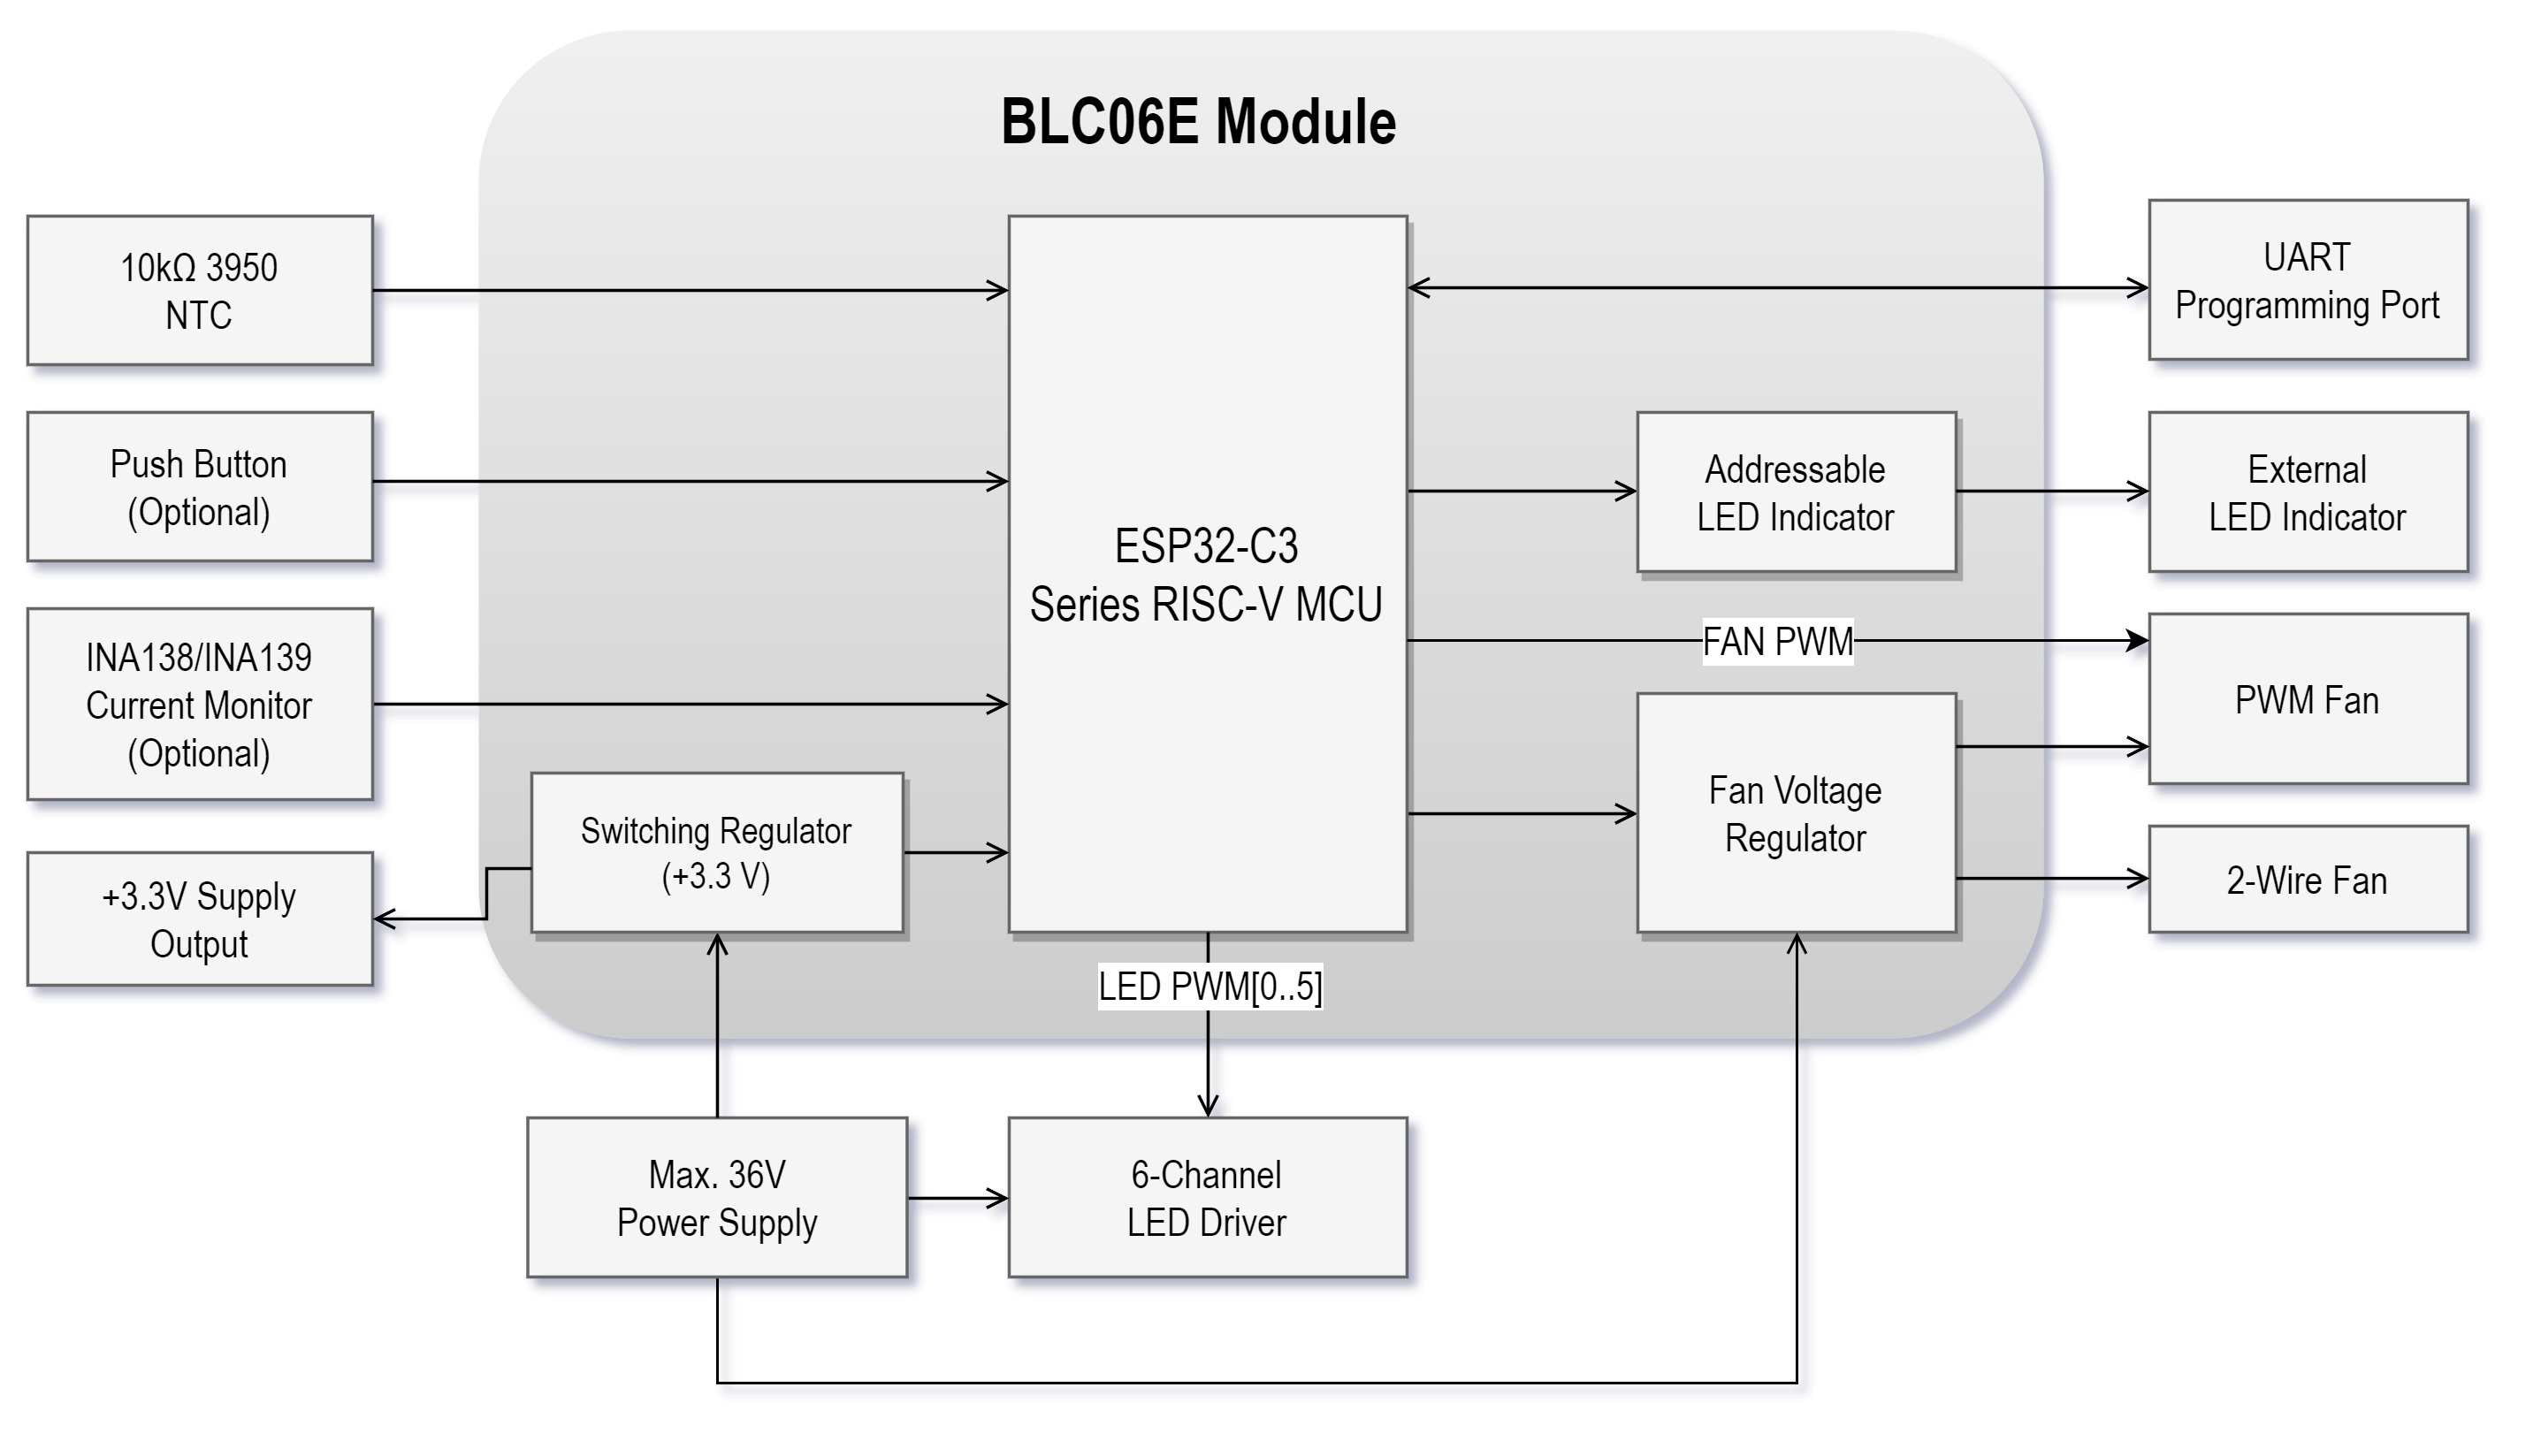 BLC06E Module
10kΩ 3950
NTC
Push Button
(Optional)
INA138/INA139
Current Monitor
(Optional)
+3.3V Supply
Output
Switching Regulator
(+3.3 V)
ESP32-C3
Series RISC-V MCU
LED PWM[0..5]
Addressable
LED Indicator
FAN PWM
Fan Voltage
Regulator
UART
Programming Port
External
LED Indicator
PWM Fan
2-Wire Fan
Max. 36V
Power Supply
6-Channel
LED Driver